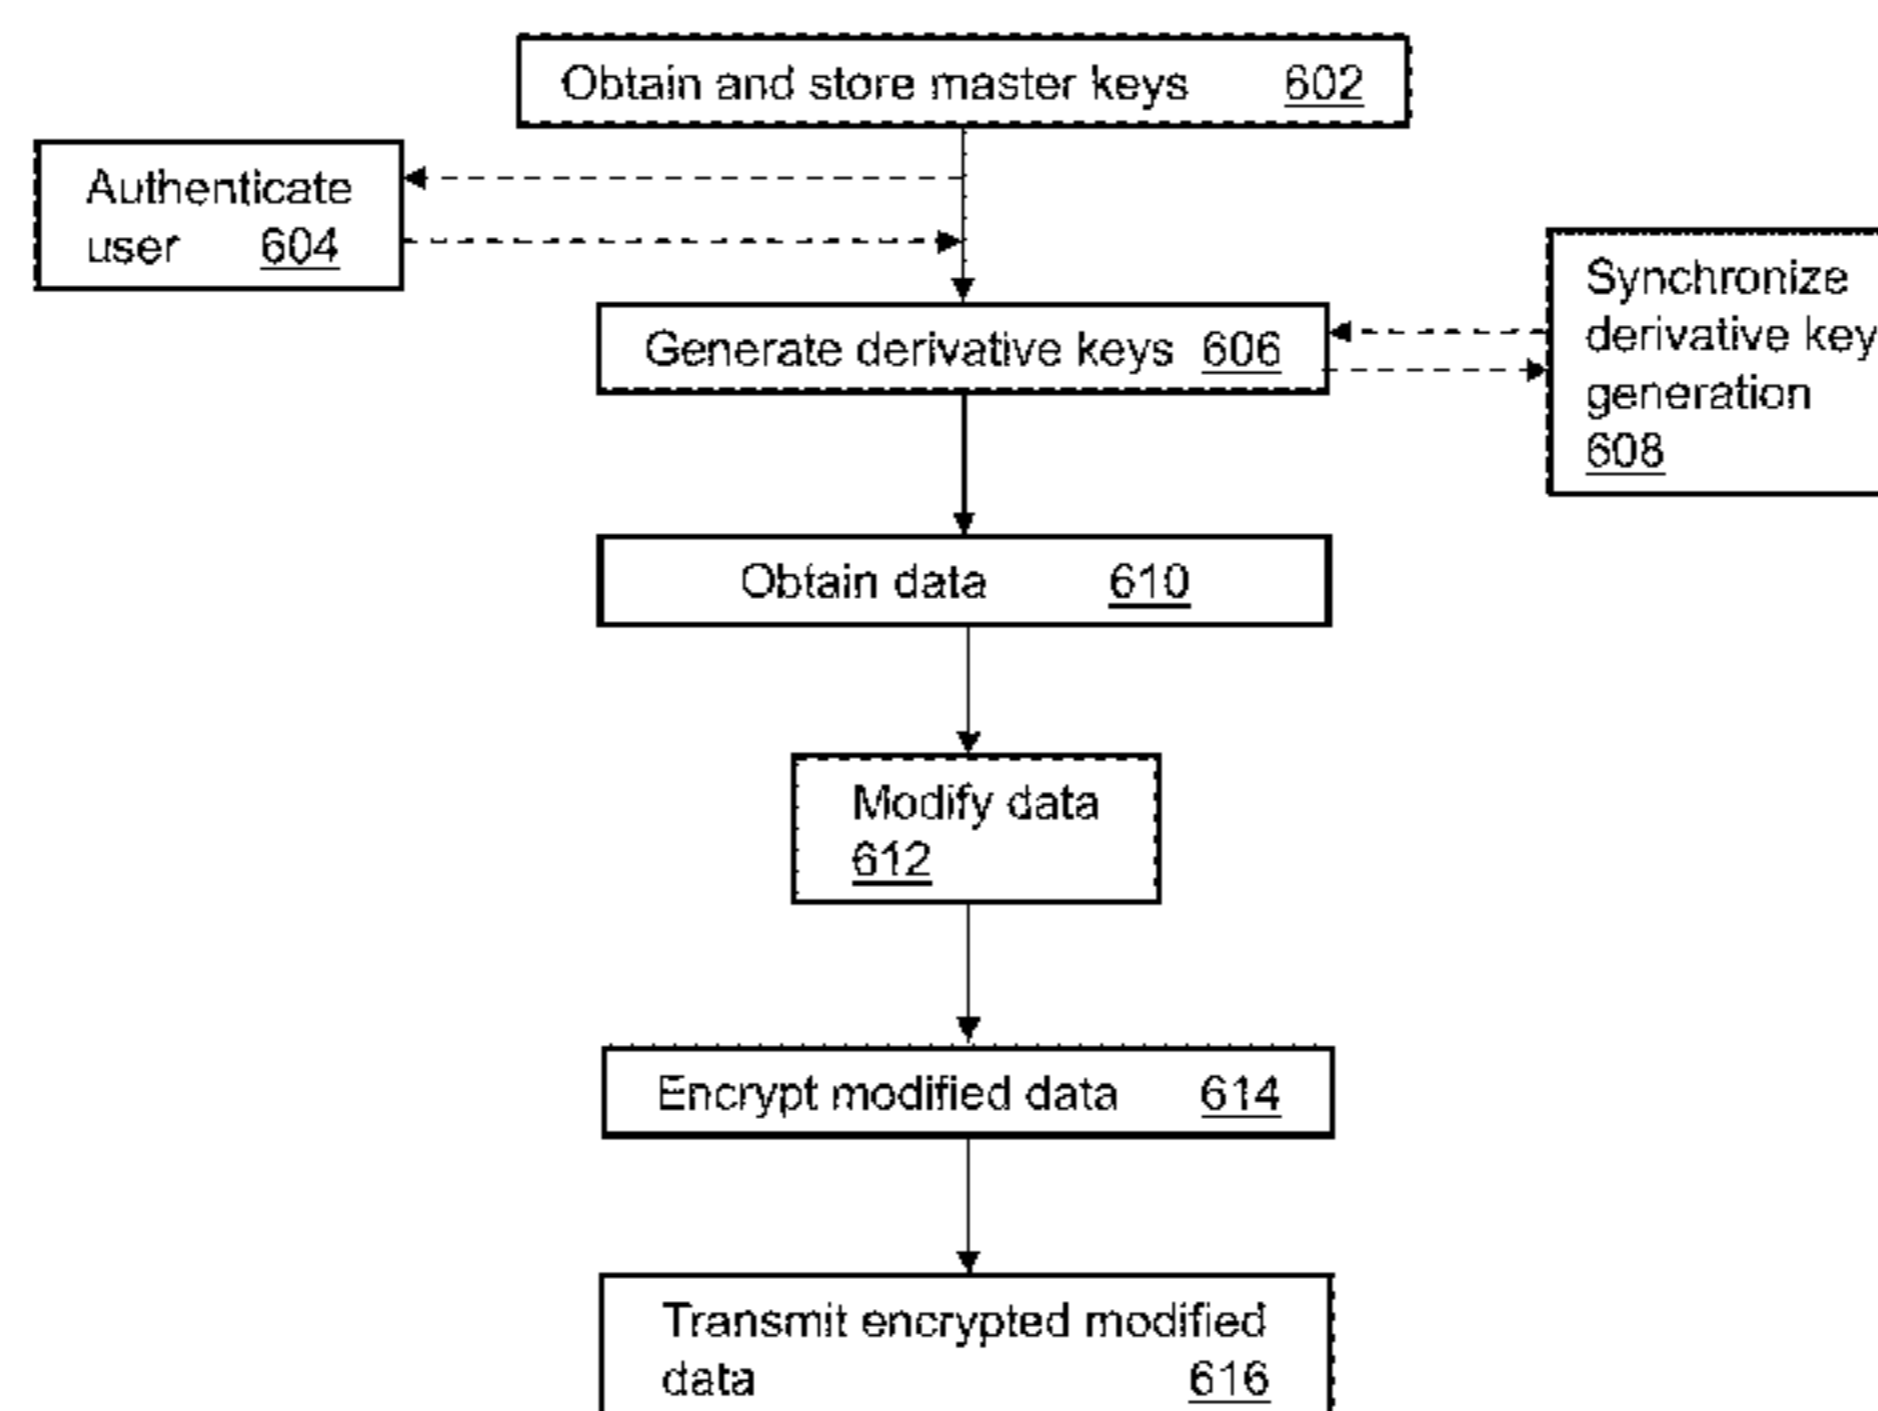 Obtain and store master keys 602
Authenticate
user 604
Generate derivative keys 606
Synchronize
derivative key
generation
608
Obtain data 610
Modify data
612
Encrypt modified data 614
Transmit encrypted modified
data 616